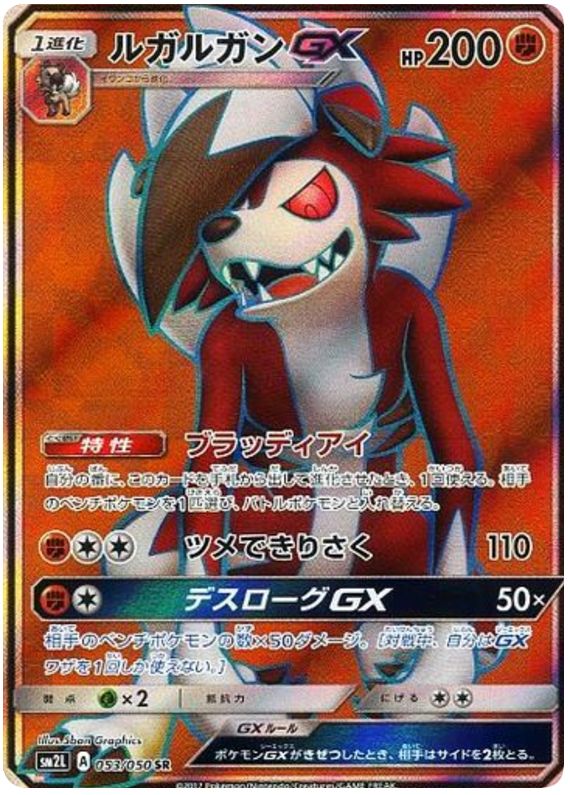 1進化
ルガルガンGX
HP200
イワンコから進化
特性 ブラッディアイ
自分の番に、このカードを手札から出して進化させたとき、1回使える。相手
のベンチポケモンを1匹選び、バトルポケモンと入れ替える。
ツメできりさく 110
デスローグGX 50×
相手のベンチポケモンの数×50ダメージ。[対戦中、自分はGX
ワザを1回しか使えない。]
弱点 ×2 抵抗力 にげる
GXルール
ポケモンGXがきぜつしたとき、相手はサイドを2枚とる。
Illus. 5ban Graphics
SM2L A 053/050 SR
©2017 Pokémon/Nintendo/Creatures/GAME FREAK